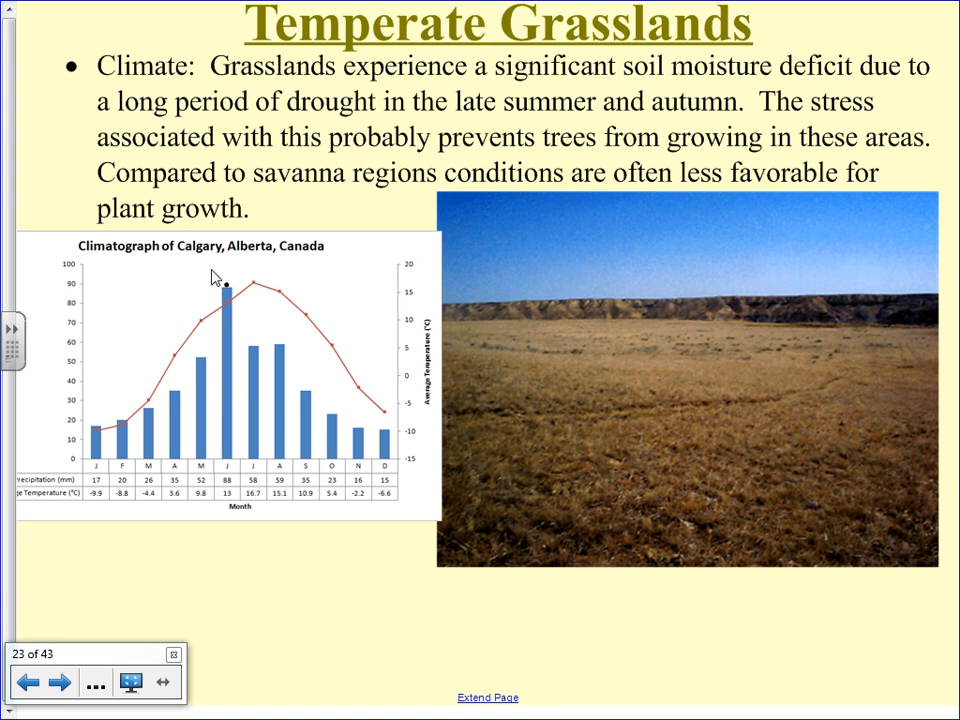 Temperate Grasslands
• Climate: Grasslands experience a significant soil moisture deficit due to
a long period of drought in the late summer and autumn. The stress
associated with this probably prevents trees from growing in these areas.
Compared to savanna regions conditions are often less favorable for
plant growth.
Climatograph of Calgary, Alberta, Canada
100 90 80 70 60 50 40 30 20 10 0
20 15 10 5 0 -5 -10 -15
Average Temperature (°C)
J F M A M J J A S O N D
recipitation (mm) 17 20 26 35 52 88 58 59 35 23 16 15
ge Temperature (°C) -9.9 -8.8 -4.4 3.6 9.8 13 16.7 15.1 10.9 5.4 -2.2 -6.6
Month
23 of 43
Extend Page